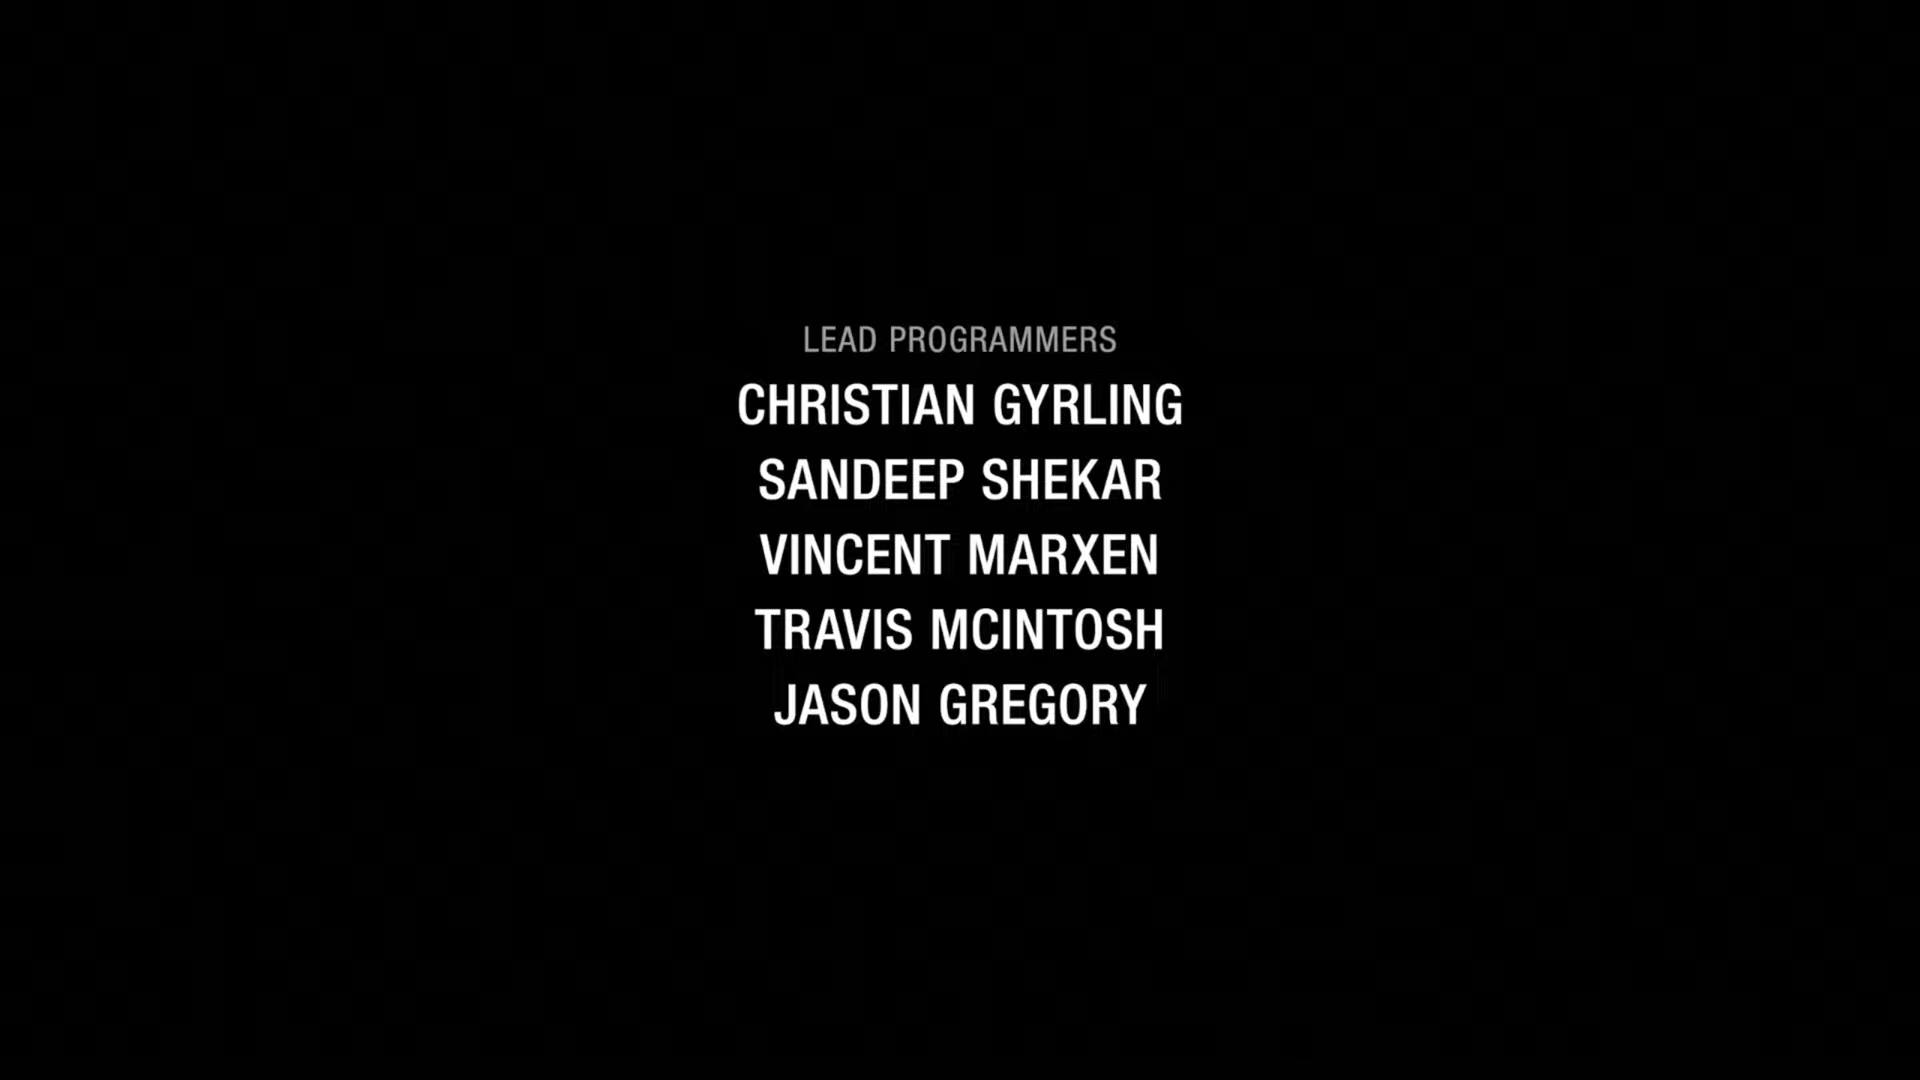 LEAD PROGRAMMERS
CHRISTIAN GYRLING
SANDEEP SHEKAR
VINCENT MARXEN
TRAVIS MCINTOSH
JASON GREGORY